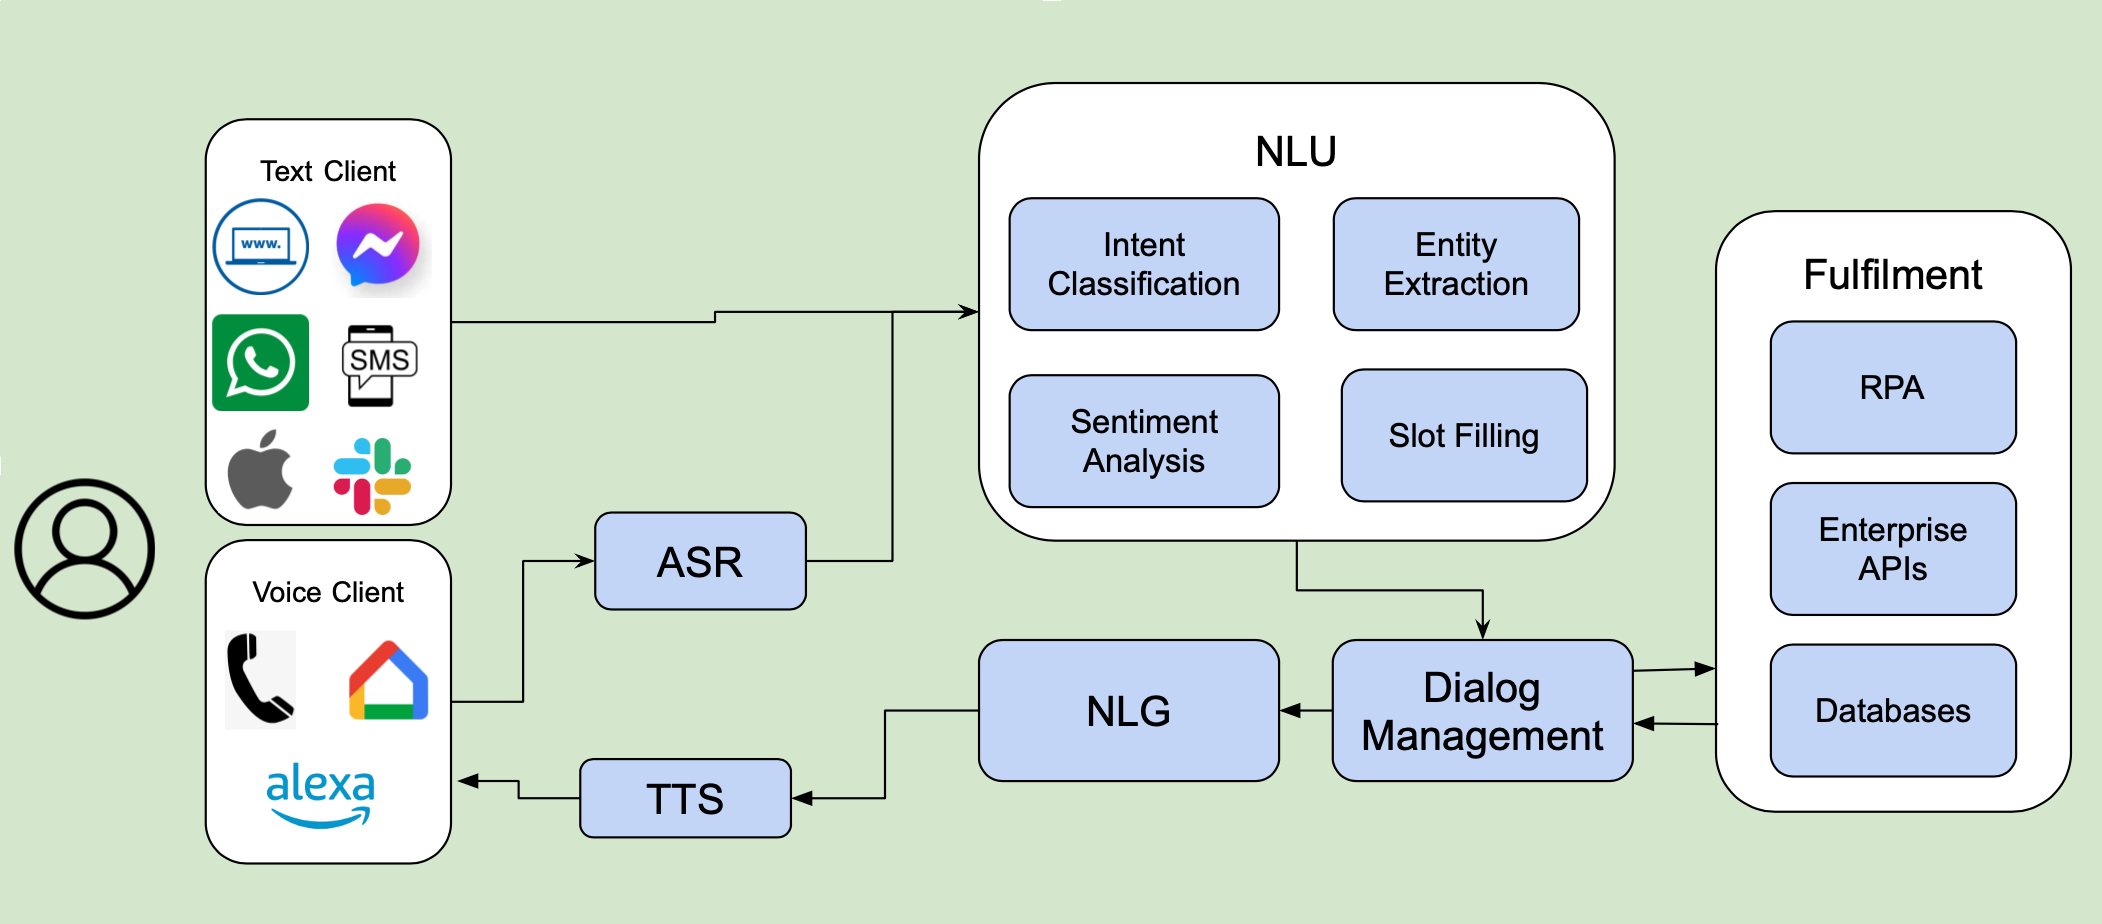 Text Client
www.
SMS
Voice Client
alexa
ASR
TTS
NLU
Intent
Classification
Entity
Extraction
Sentiment
Analysis
Slot Filling
NLG
Dialog
Management
Fulfilment
RPA
Enterprise
APIs
Databases